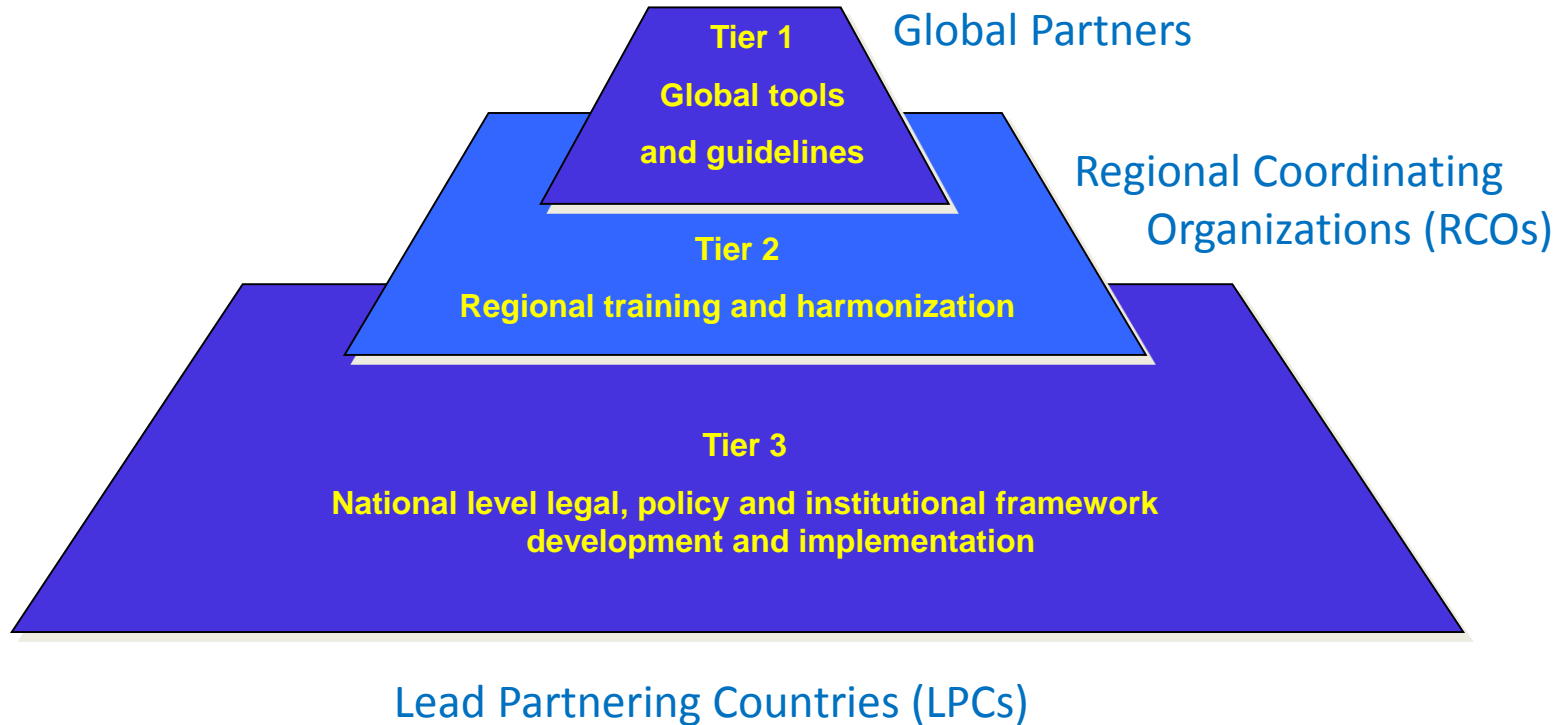 Tier 1
Global Partners
Global tools
and guidelines
Regional Coordinating
Organizations (RCOs)
Tier 2
Regional training and harmonization
Tier 3
National level legal, policy and institutional framework
development and implementation
Lead Partnering Countries (LPCs)